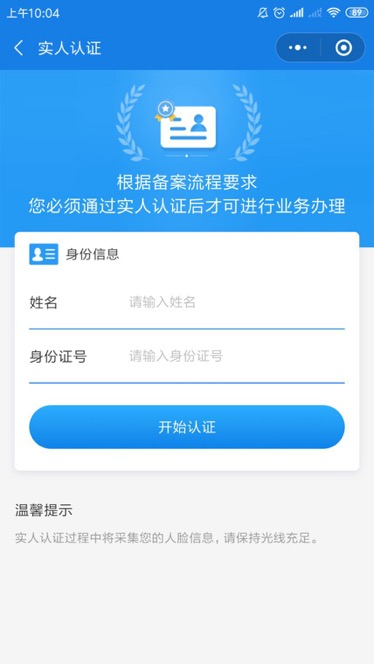 上午10:04
89
实人认证
根据备案流程要求
您必须通过实人认证后才可进行业务办理
身份信息
姓名 请输入姓名
身份证号 请输入身份证号
开始认证
温馨提示
实人认证过程中将采集您的人脸信息,请保持光线充足。